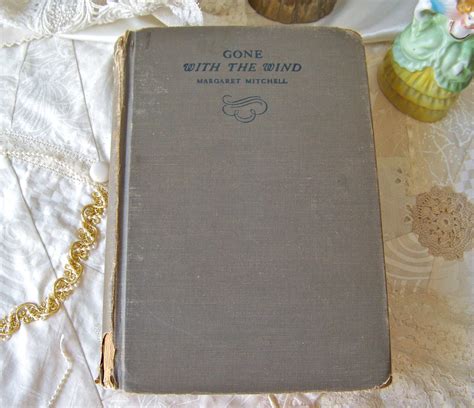 GONE
WITH THE WIND
MARGARET MITCHELL